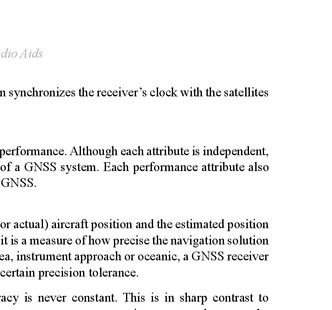 dio Aids
n synchronizes the receiver's clock with the satellites
performance. Although each attribute is independent,
of a GNSS system. Each performance attribute also
GNSS.
or actual) aircraft position and the estimated position
it is a measure of how precise the navigation solution
ea, instrument approach or oceanic, a GNSS receiver
certain precision tolerance.
acy is never constant. This is in sharp contrast to